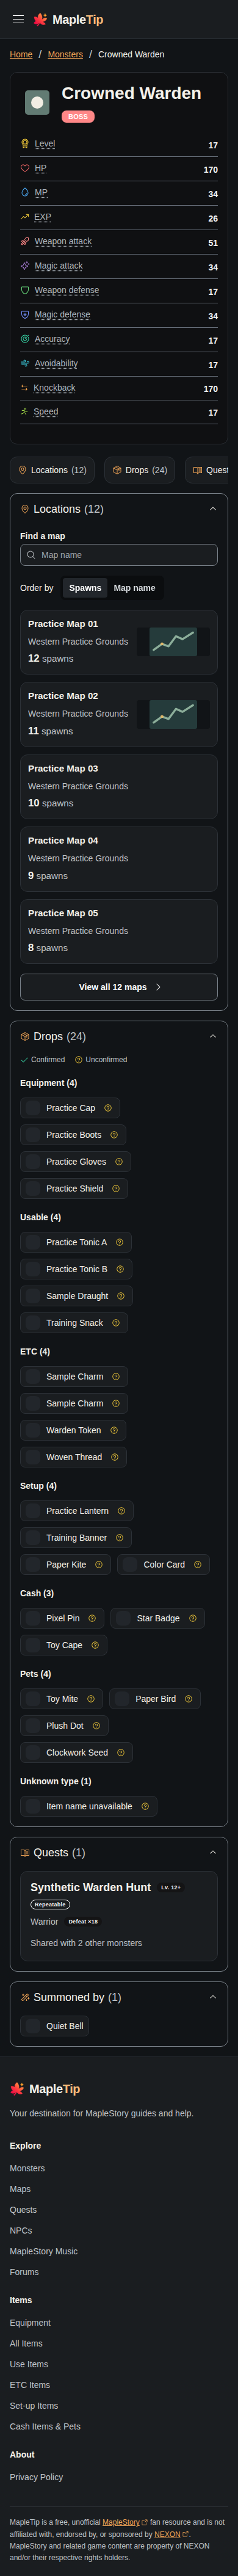 MapleTip
Home / Monsters / Crowned Warden
Crowned Warden
BOSS
Level 17
HP 170
MP 34
EXP 26
Weapon attack 51
Magic attack 34
Weapon defense 17
Magic defense 34
Accuracy 17
Avoidability 17
Knockback 170
Speed 17
Locations (12) Drops (24) Quest
Locations (12)
Find a map
Map name
Order by Spawns Map name
Practice Map 01
Western Practice Grounds
12 spawns
Practice Map 02
Western Practice Grounds
11 spawns
Practice Map 03
Western Practice Grounds
10 spawns
Practice Map 04
Western Practice Grounds
9 spawns
Practice Map 05
Western Practice Grounds
8 spawns
View all 12 maps
Drops (24)
Confirmed Unconfirmed
Equipment (4)
Practice Cap
Practice Boots
Practice Gloves
Practice Shield
Usable (4)
Practice Tonic A
Practice Tonic B
Sample Draught
Training Snack
ETC (4)
Sample Charm
Sample Charm
Warden Token
Woven Thread
Setup (4)
Practice Lantern
Training Banner
Paper Kite Color Card
Cash (3)
Pixel Pin Star Badge
Toy Cape
Pets (4)
Toy Mite Paper Bird
Plush Dot
Clockwork Seed
Unknown type (1)
Item name unavailable
Quests (1)
Synthetic Warden Hunt Lv. 12+
Repeatable
Warrior Defeat ×18
Shared with 2 other monsters
Summoned by (1)
Quiet Bell
MapleTip
Your destination for MapleStory guides and help.
Explore
Monsters
Maps
Quests
NPCs
MapleStory Music
Forums
Items
Equipment
All Items
Use Items
ETC Items
Set-up Items
Cash Items & Pets
About
Privacy Policy
MapleTip is a free, unofficial MapleStory fan resource and is not
affiliated with, endorsed by, or sponsored by NEXON.
MapleStory and related game content are property of NEXON
and/or their respective rights holders.